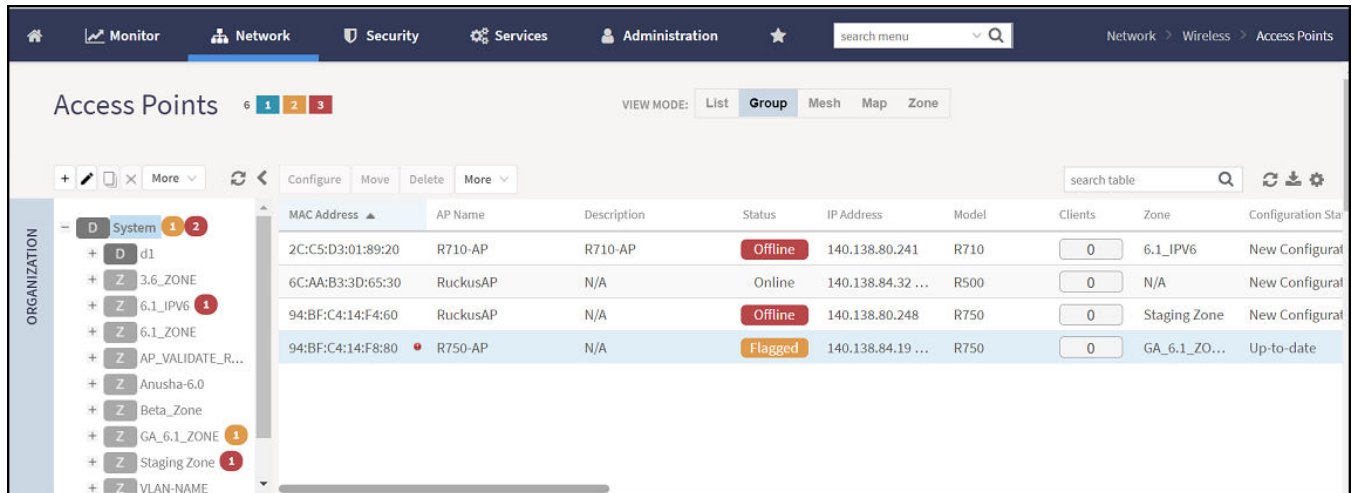 Monitor Network Security Services Administration search menu Network > Wireless > Access Points
Access Points 6 1 2 3 VIEW MODE: List Group Mesh Map Zone
+ More Configure Move Delete More search table
ORGANIZATION
− D System 1 2
+ D d1
+ Z 3.6_ZONE
+ Z 6.1_IPV6 1
+ Z 6.1_ZONE
+ Z AP_VALIDATE_R...
+ Z Anusha-6.0
+ Z Beta_Zone
+ Z GA_6.1_ZONE 1
+ Z Staging Zone 1
+ Z VLAN-NAME
MAC Address ▲ AP Name Description Status IP Address Model Clients Zone Configuration Sta
2C:C5:D3:01:89:20 R710-AP R710-AP Offline 140.138.80.241 R710 0 6.1_IPV6 New Configurat
6C:AA:B3:3D:65:30 RuckusAP N/A Online 140.138.84.32 ... R500 0 N/A New Configurat
94:BF:C4:14:F4:60 RuckusAP N/A Offline 140.138.80.248 R750 0 Staging Zone New Configurat
94:BF:C4:14:F8:80 R750-AP N/A Flagged 140.138.84.19 ... R750 0 GA_6.1_ZO... Up-to-date